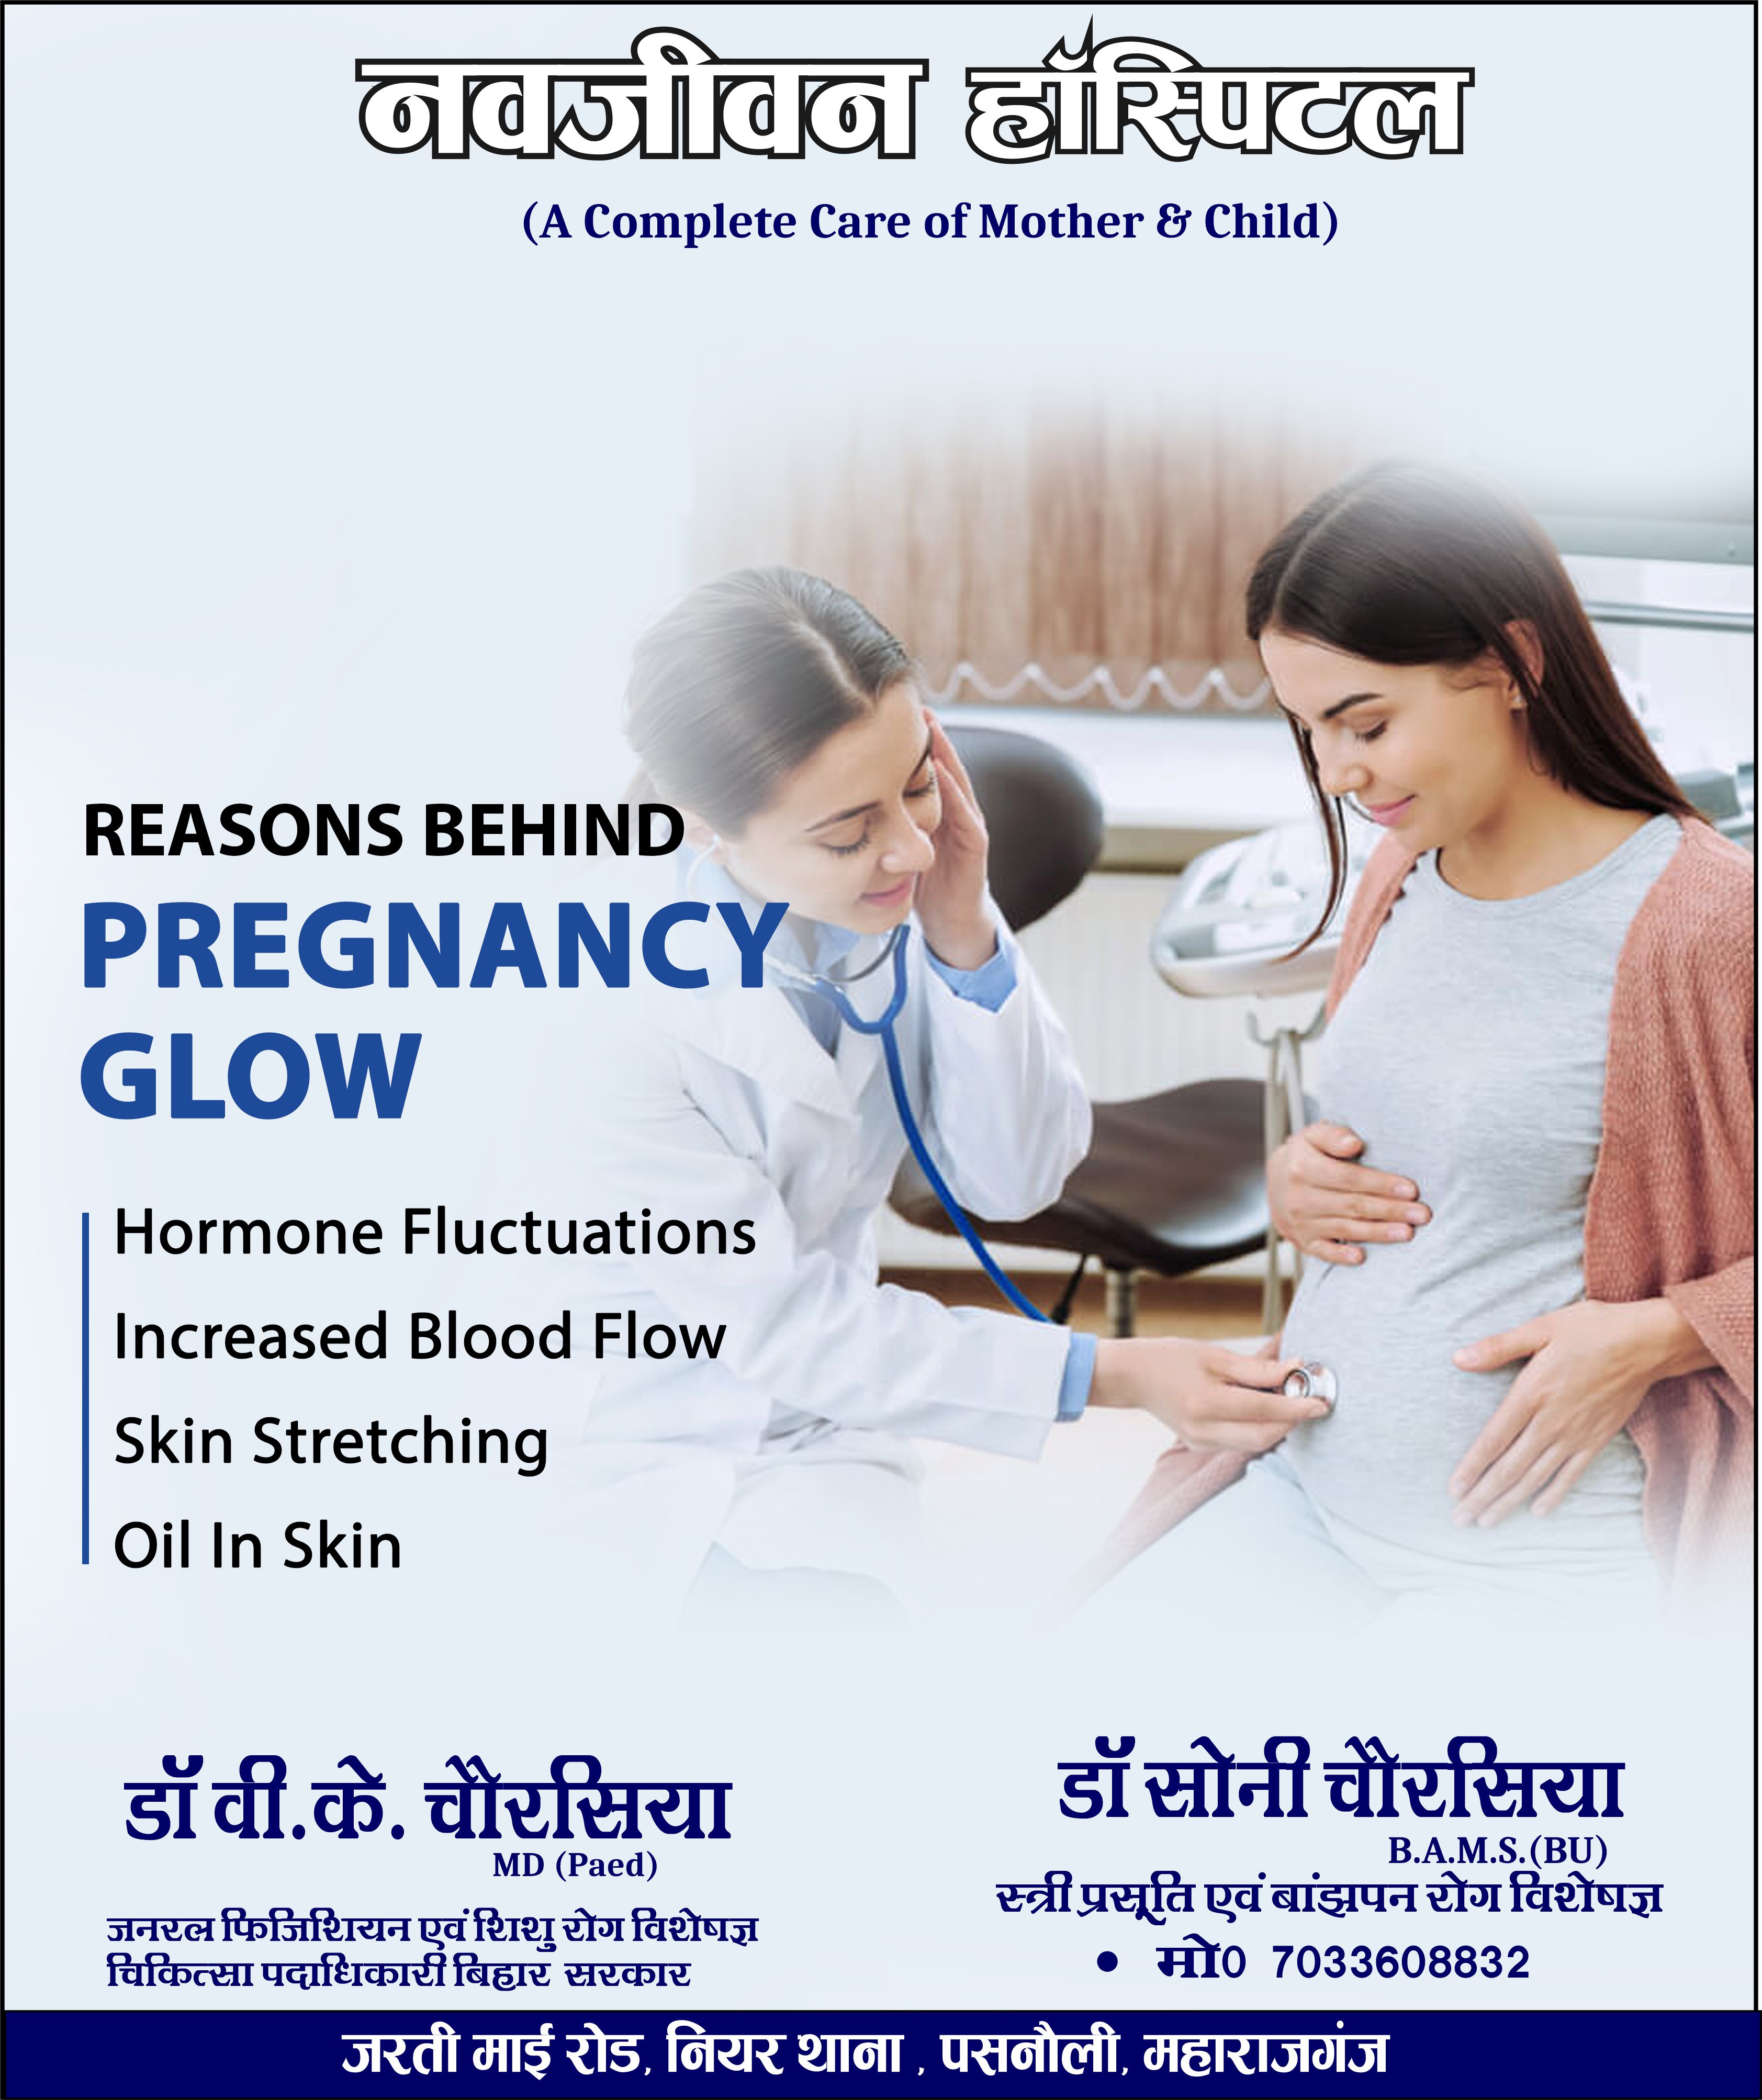 नवजीवन हॉस्पिटल
(A Complete Care of Mother & Child)
REASONS BEHIND
PREGNANCY
GLOW
Hormone Fluctuations
Increased Blood Flow
Skin Stretching
Oil In Skin
डॉ वी.के. चौरसिया
MD (Paed)
जनरल फिजिशियन एवं शिशु रोग विशेषज्ञ
चिकित्सा पदाधिकारी बिहार सरकार
डॉ सोनी चौरसिया
B.A.M.S.(BU)
स्त्री प्रसूति एवं बांझपन रोग विशेषज्ञ
• मो0 7033608832
जरती माई रोड, नियर थाना , पसनौली, महाराजगंज